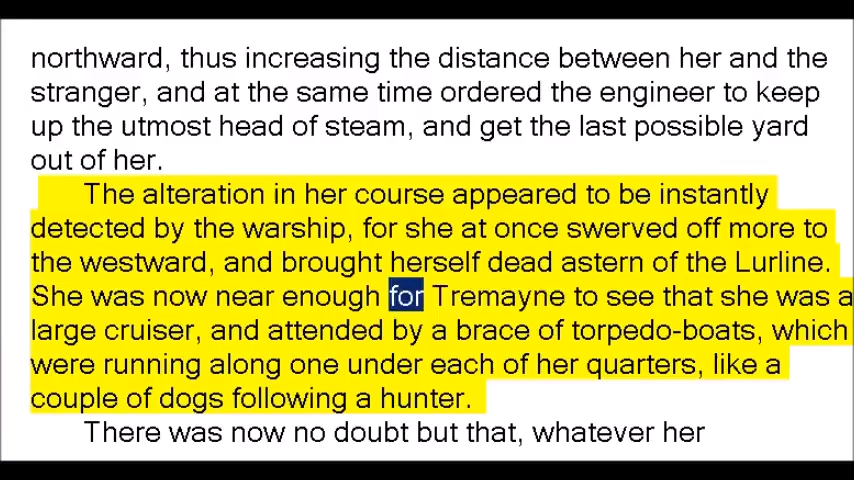 northward, thus increasing the distance between her and the
stranger, and at the same time ordered the engineer to keep
up the utmost head of steam, and get the last possible yard
out of her.
The alteration in her course appeared to be instantly
detected by the warship, for she at once swerved off more to
the westward, and brought herself dead astern of the Lurline.
She was now near enough for Tremayne to see that she was a
large cruiser, and attended by a brace of torpedo-boats, which
were running along one under each of her quarters, like a
couple of dogs following a hunter.
There was now no doubt but that, whatever her